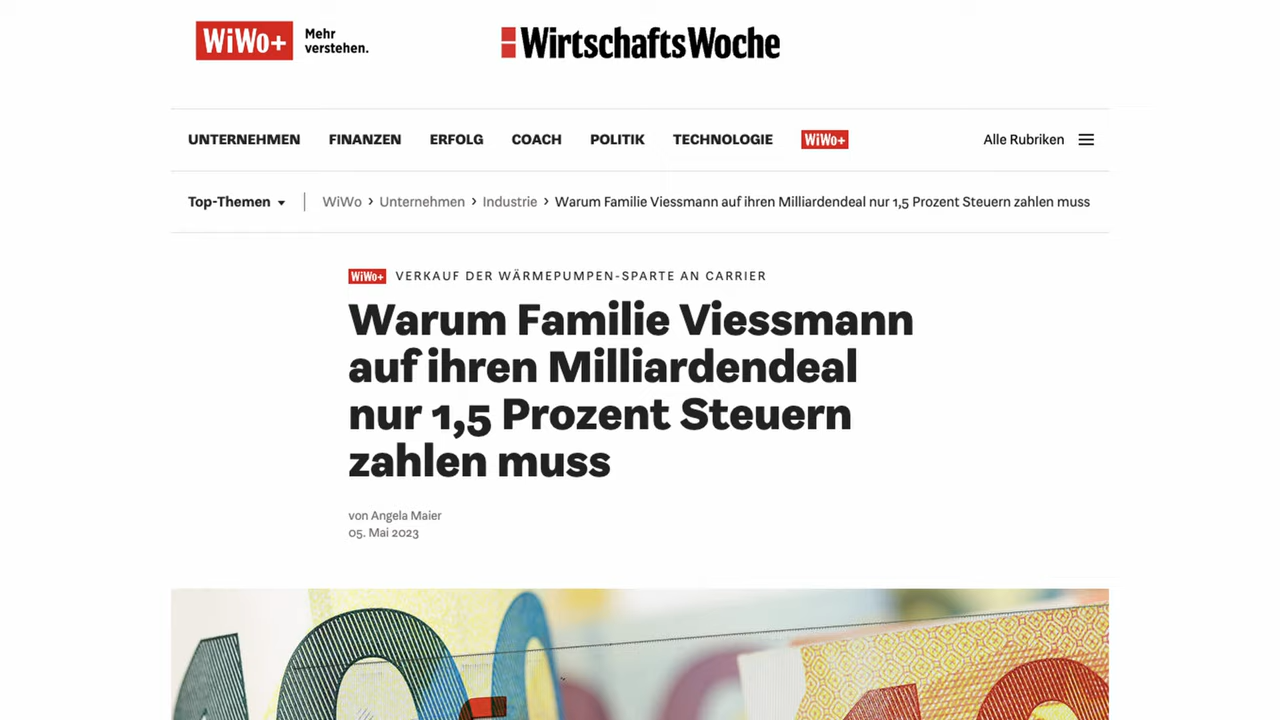 WiWo+
Mehr
verstehen.
WirtschaftsWoche
UNTERNEHMEN FINANZEN ERFOLG COACH POLITIK TECHNOLOGIE WiWo+ Alle Rubriken
Top-Themen WiWo › Unternehmen › Industrie › Warum Familie Viessmann auf ihren Milliardendeal nur 1,5 Prozent Steuern zahlen muss
WiWo+ VERKAUF DER WÄRMEPUMPEN-SPARTE AN CARRIER
Warum Familie Viessmann
auf ihren Milliardendeal
nur 1,5 Prozent Steuern
zahlen muss
von Angela Maier
05. Mai 2023